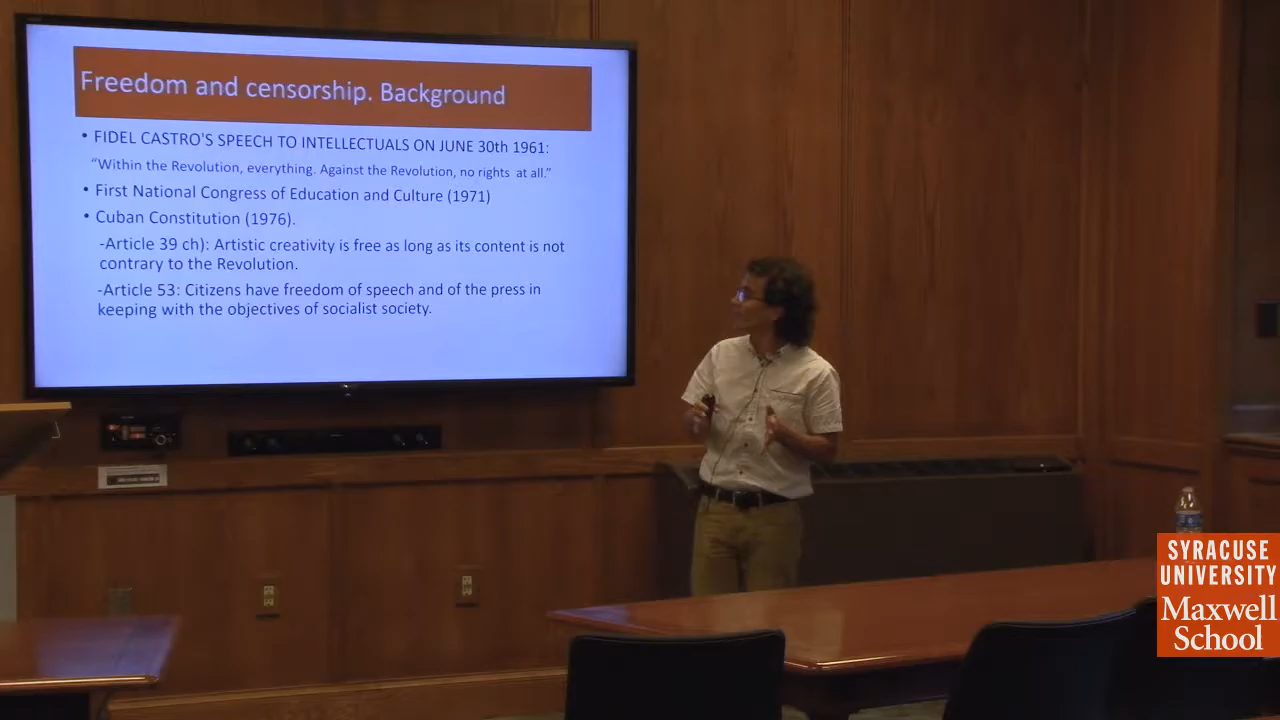 Freedom and censorship. Background
• FIDEL CASTRO'S SPEECH TO INTELLECTUALS ON JUNE 30th 1961:
“Within the Revolution, everything. Against the Revolution, no rights at all.”
• First National Congress of Education and Culture (1971)
• Cuban Constitution (1976).
-Article 39 ch): Artistic creativity is free as long as its content is not
contrary to the Revolution.
-Article 53: Citizens have freedom of speech and of the press in
keeping with the objectives of socialist society.
SYRACUSE
UNIVERSITY
Maxwell
School